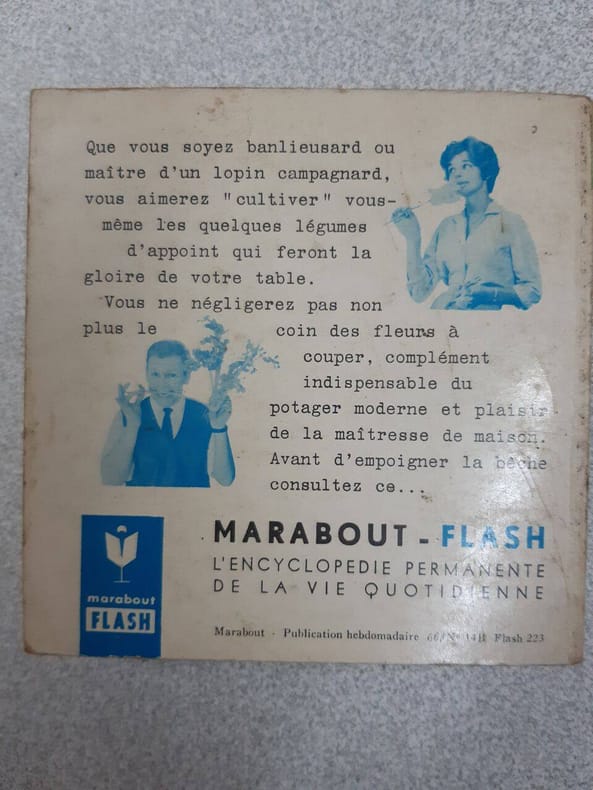 Que vous soyez banlieusard ou
maître d'un lopin campagnard,
vous aimerez "cultiver" vous-
même les quelques légumes
d'appoint qui feront la
gloire de votre table.
Vous ne négligerez pas non
plus le coin des fleurs à
couper, complément
indispensable du
potager moderne et plaisir
de la maîtresse de maison.
Avant d'empoigner la bêche
consultez ce...
MARABOUT - FLASH
L'ENCYCLOPEDIE PERMANENTE
DE LA VIE QUOTIDIENNE
marabout
FLASH
Marabout - Publication hebdomadaire 66/ Flash 223